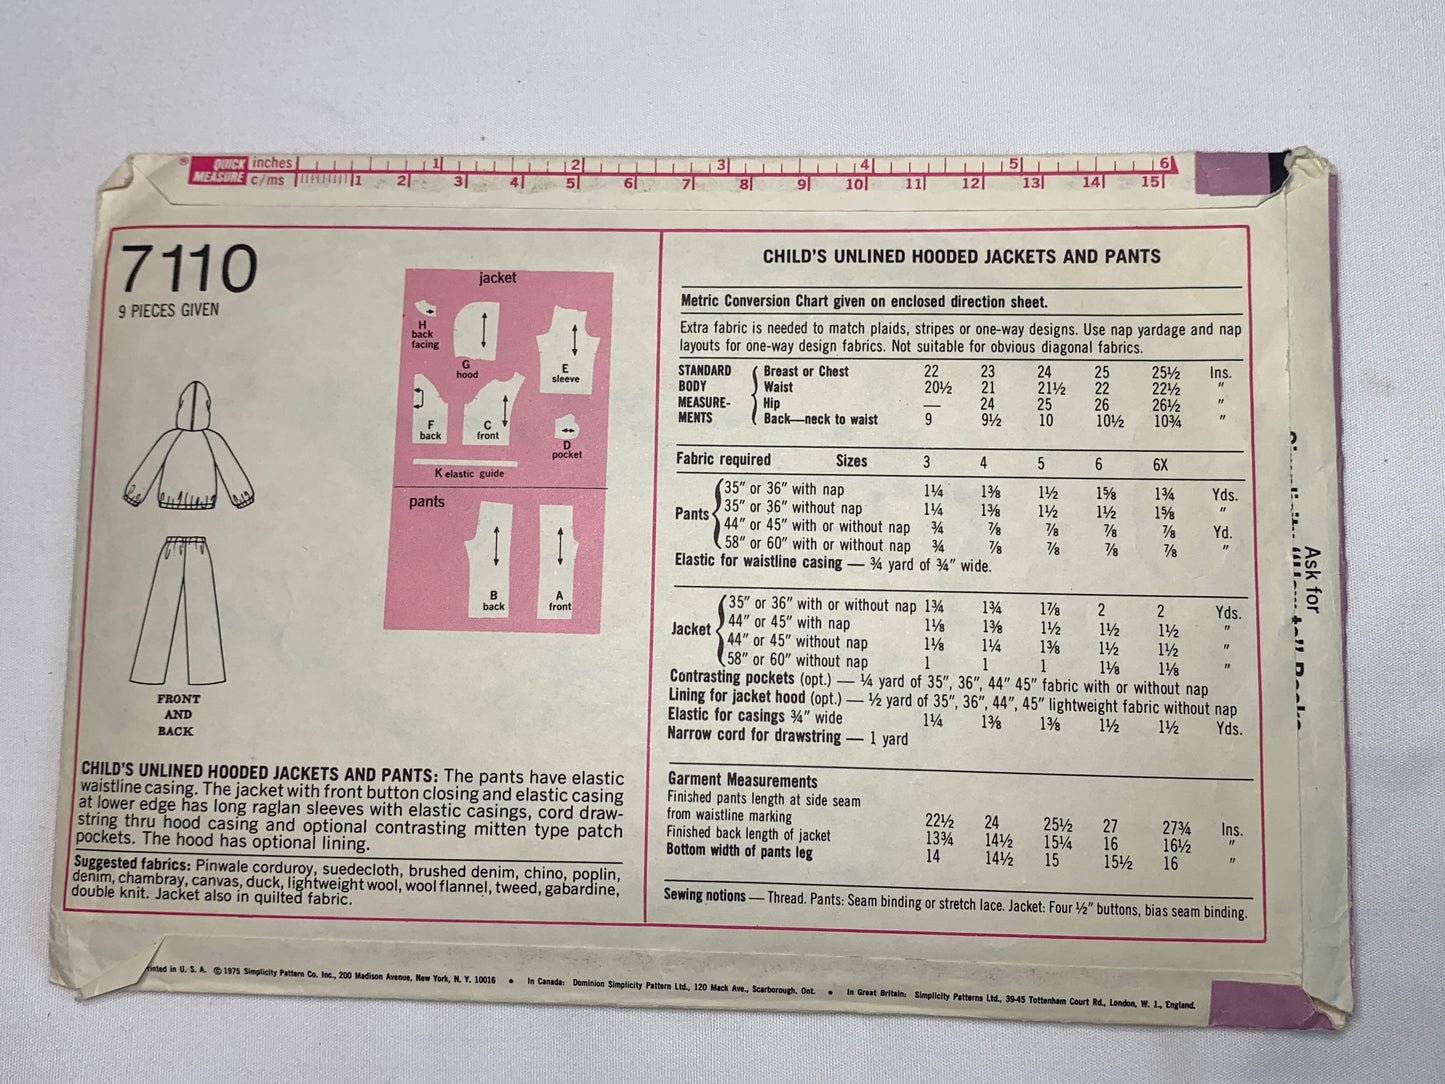 ® QUICK MEASURE inches 1 2 3 4 5 6
c/ms 1 2 3 4 5 6 7 8 9 10 11 12 13 14 15
7110
9 PIECES GIVEN
jacket
H
back
facing
G
hood
E
sleeve
F
back
C
front
D
pocket
K elastic guide
pants
B
back
A
front
FRONT
AND
BACK
CHILD'S UNLINED HOODED JACKETS AND PANTS: The pants have elastic
waistline casing. The jacket with front button closing and elastic casing
at lower edge has long raglan sleeves with elastic casings, cord draw-
string thru hood casing and optional contrasting mitten type patch
pockets. The hood has optional lining.
Suggested fabrics: Pinwale corduroy, suedecloth, brushed denim, chino, poplin,
denim, chambray, canvas, duck, lightweight wool, wool flannel, tweed, gabardine,
double knit. Jacket also in quilted fabric.
CHILD'S UNLINED HOODED JACKETS AND PANTS
Metric Conversion Chart given on enclosed direction sheet.
Extra fabric is needed to match plaids, stripes or one-way designs. Use nap yardage and nap
layouts for one-way design fabrics. Not suitable for obvious diagonal fabrics.
STANDARD Breast or Chest 22 23 24 25 25½ Ins.
BODY Waist 20½ 21 21½ 22 22½ "
MEASURE- Hip — 24 25 26 26½ "
MENTS Back—neck to waist 9 9½ 10 10½ 10¾ "
Fabric required Sizes 3 4 5 6 6X
35" or 36" with nap 1¼ 1⅜ 1½ 1⅝ 1¾ Yds.
Pants 35" or 36" without nap 1¼ 1⅜ 1½ 1½ 1⅝ "
44" or 45" with or without nap ¾ ⅞ ⅞ ⅞ ⅞ Yd.
58" or 60" with or without nap ¾ ⅞ ⅞ ⅞ ⅞ "
Elastic for waistline casing — ¾ yard of ¾" wide.
35" or 36" with or without nap 1¾ 1¾ 1⅞ 2 2 Yds.
Jacket 44" or 45" with nap 1⅛ 1⅜ 1½ 1½ 1½ "
44" or 45" without nap 1⅛ 1¼ 1⅜ 1½ 1½ "
58" or 60" without nap 1 1 1 1⅛ 1⅛ "
Contrasting pockets (opt.) — ¼ yard of 35", 36", 44" 45" fabric with or without nap
Lining for jacket hood (opt.) — ½ yard of 35", 36", 44", 45" lightweight fabric without nap
Elastic for casings ¾" wide 1¼ 1⅜ 1⅜ 1½ 1½ Yds.
Narrow cord for drawstring — 1 yard
Garment Measurements
Finished pants length at side seam
from waistline marking 22½ 24 25½ 27 27¾ Ins.
Finished back length of jacket 13¾ 14½ 15¼ 16 16½ "
Bottom width of pants leg 14 14½ 15 15½ 16 "
Sewing notions — Thread. Pants: Seam binding or stretch lace. Jacket: Four ½" buttons, bias seam binding.
rinted in U. S. A. © 1975 Simplicity Pattern Co. Inc., 200 Madison Avenue, New York, N. Y. 10016 • In Canada: Dominion Simplicity Pattern Ltd., 120 Mack Ave., Scarborough. Ont. • In Great Britain: Simplicity Patterns Ltd., 39-45 Tottenham Court Rd., London, W. 1., England.
Ask for